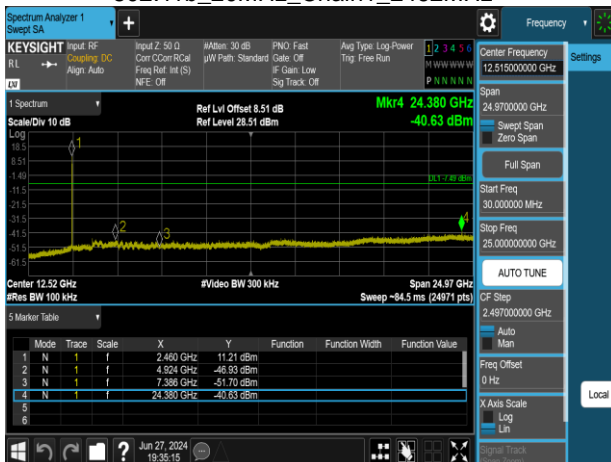 Spectrum Analyzer 1
Swept SA
+
Frequency
KEYSIGHT
RL
LXI
Input: RF
Coupling: DC
Align: Auto
Input Z: 50 Ω
Corr CCorr RCal
Freq Ref: Int (S)
NFE: Off
#Atten: 30 dB
µW Path: Standard
PNO: Fast
Gate: Off
IF Gain: Low
Sig Track: Off
Avg Type: Log-Power
Trig: Free Run
1 2 3 4 5 6
M W W W W W
P N N N N N
1 Spectrum
Scale/Div 10 dB
Ref Lvl Offset 8.51 dB
Ref Level 28.51 dBm
Mkr4 24.380 GHz
-40.63 dBm
Log
18.5
8.51
-1.49
-11.5
-21.5
-31.5
-41.5
-51.5
-61.5
1
2
3
4
Center 12.52 GHz
#Res BW 100 kHz
#Video BW 300 kHz
Span 24.97 GHz
Sweep ~84.5 ms (24971 pts)
5 Marker Table
Mode Trace Scale X Y Function Function Width Function Value
1 N 1 f 2.460 GHz 11.21 dBm
2 N 1 f 4.924 GHz -46.93 dBm
3 N 1 f 7.386 GHz -51.70 dBm
4 N 1 f 24.380 GHz -40.63 dBm
5
6
Jun 27, 2024
19:35:15
?
Center Frequency
12.515000000 GHz
Span
24.9700000 GHz
Swept Span
Zero Span
Full Span
Start Freq
30.000000 MHz
Stop Freq
25.000000000 GHz
AUTO TUNE
CF Step
2.497000000 GHz
Auto
Man
Freq Offset
0 Hz
X Axis Scale
Log
Lin
Signal Track
Settings
Local